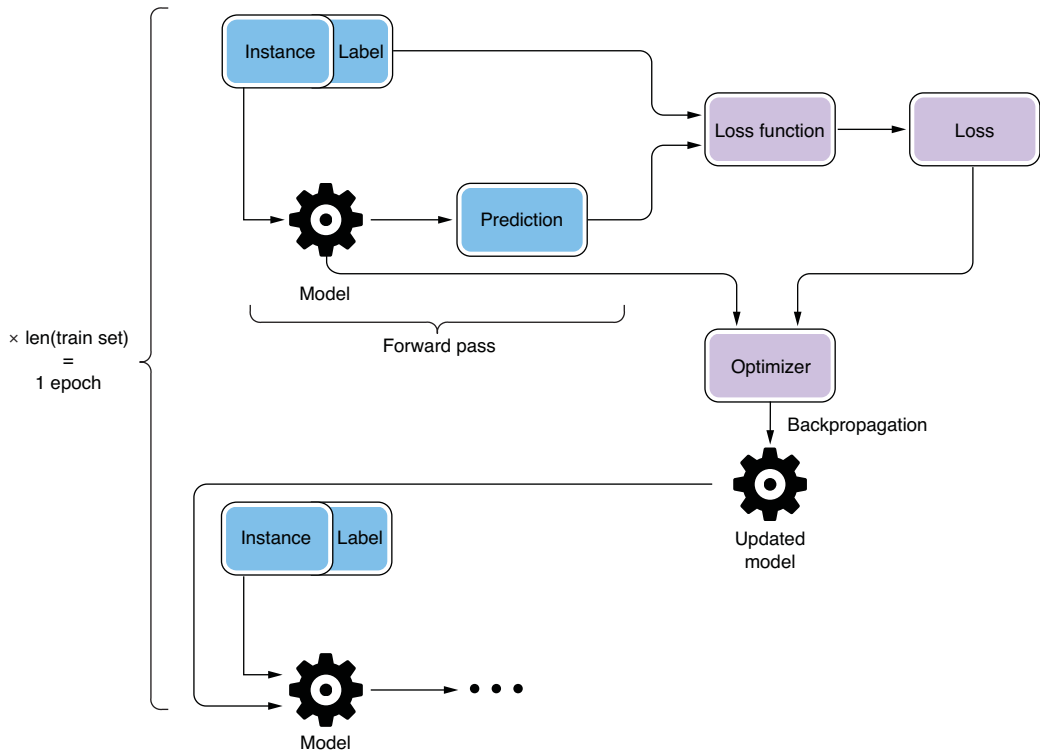 Instance
Label
Loss function
Loss
Prediction
Model
Forward pass
× len(train set)
=
1 epoch
Optimizer
Backpropagation
Instance
Label
Updated
model
Model